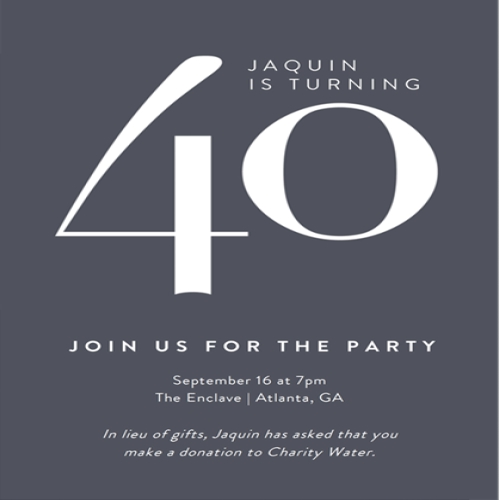 JAQUIN
IS TURNING
40
JOIN US FOR THE PARTY
September 16 at 7pm
The Enclave | Atlanta, GA
In lieu of gifts, Jaquin has asked that you
make a donation to Charity Water.